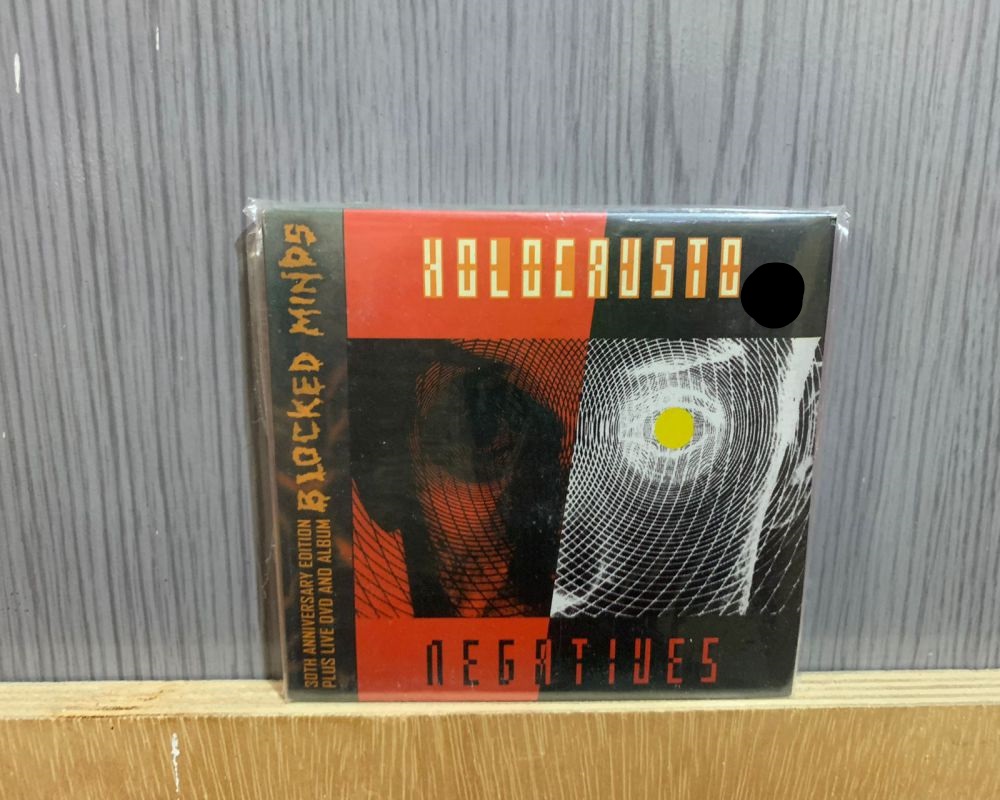 HOLOCAUSTO
NEGATIVES
BLOCKED MINDS
30TH ANNIVERSARY EDITION
PLUS LIVE DVD AND ALBUM